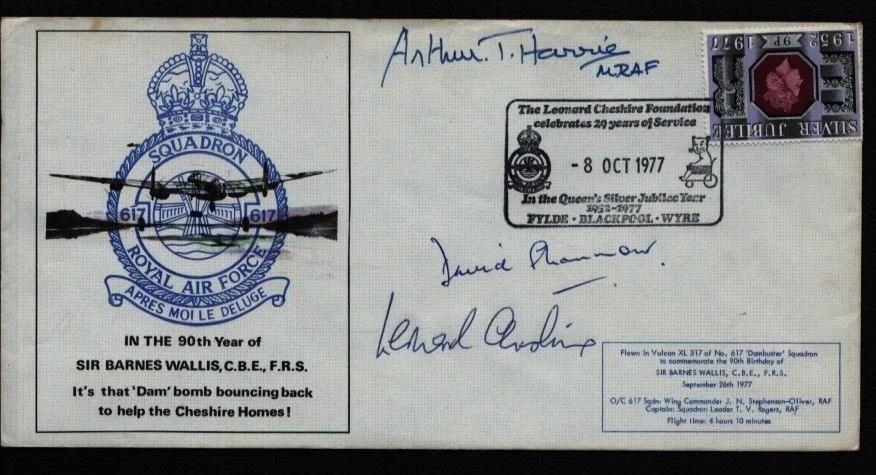 SQUADRON
617 617
ROYAL AIR FORCE
APRES MOI LE DELUGE
IN THE 90th Year of
SIR BARNES WALLIS, C.B.E., F.R.S.
It's that 'Dam' bomb bouncing back
to help the Cheshire Homes!
Arthur. T. Harris
MRAF
1977 9P 1952
SILVER JUBILEE
The Leonard Cheshire Foundation
celebrates 29 years of Service
-8 OCT 1977
In the Queen's Silver Jubilee Year
1952-1977
FYLDE · BLACKPOOL · WYRE
David Shannon.
Leonard Cheshire
Flown in Vulcan XL 317 of No. 617 'Dambuster' Squadron
to commemorate the 90th Birthday of
SIR BARNES WALLIS, C.B.E., F.R.S.
September 26th 1977
O/C 617 Sqdn: Wing Commander J. N. Stephenson-Oliver, RAF
Captain: Squadron Leader T. V. Rogers, RAF
Flight time: 4 hours 10 minutes